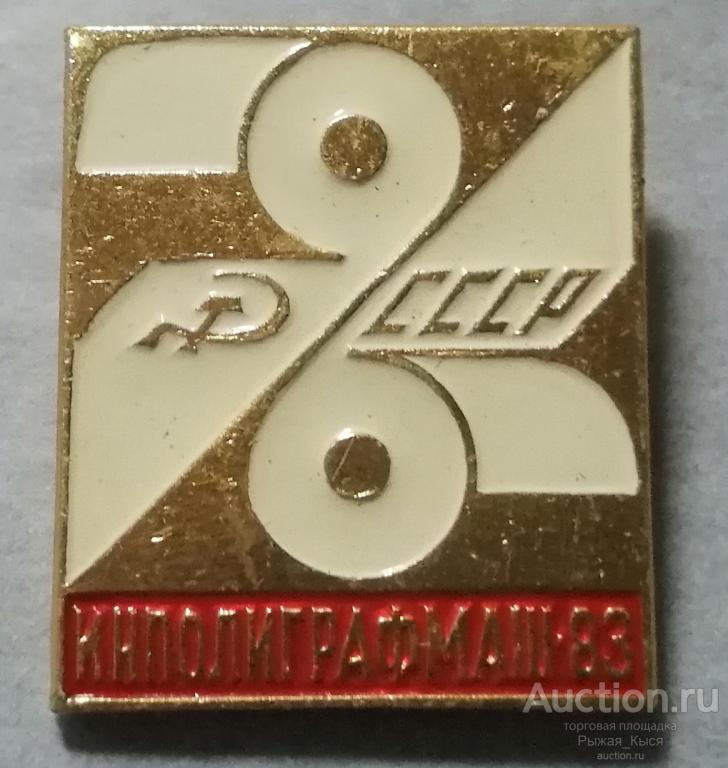 СССР
ИНПОЛИГРАФМАШ-83
Auction.ru
торговая площадка
Рыжая_Кыся
auction.ru